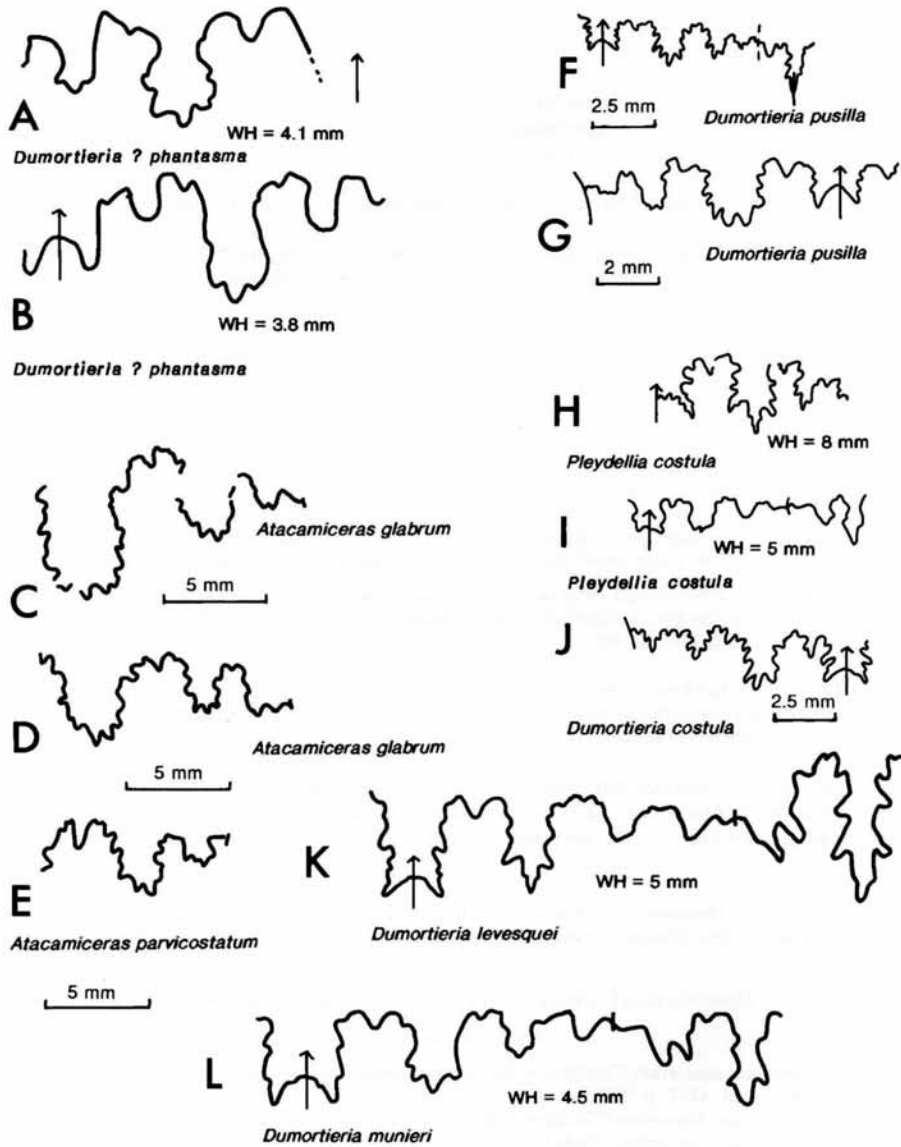 A
WH = 4.1 mm
Dumortieria ? phantasma
B
WH = 3.8 mm
Dumortieria ? phantasma
C
Atacamiceras glabrum
5 mm
D
Atacamiceras glabrum
5 mm
E
Atacamiceras parvicostatum
5 mm
F
2.5 mm
Dumortieria pusilla
G
Dumortieria pusilla
2 mm
H
WH = 8 mm
Pleydellia costula
I
WH = 5 mm
Pleydellia costula
J
2.5 mm
Dumortieria costula
K
WH = 5 mm
Dumortieria levesquei
L
WH = 4.5 mm
Dumortieria munieri